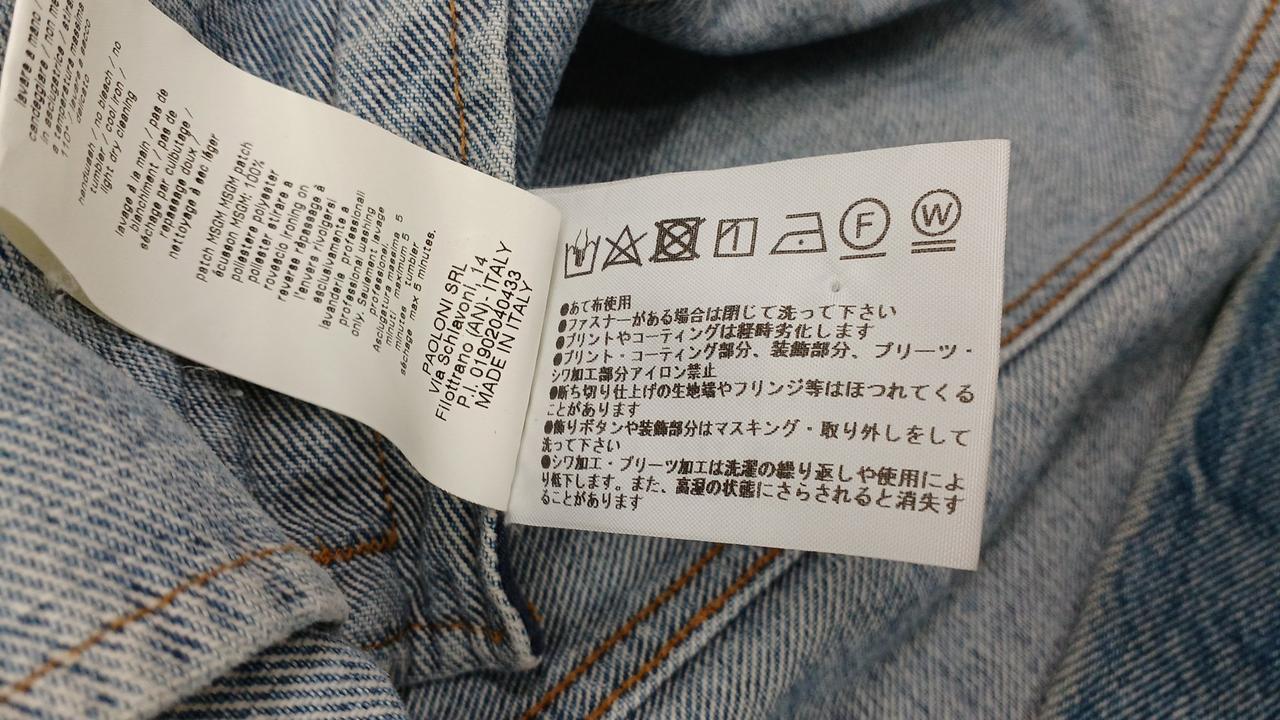 lavare a mano /
candeggiare / non
in asciugatrice / stirare
a temperatura massima
110° / lavare a secco
delicato
handwash / no bleach / no
tumbler / cool iron /
light dry cleaning
lavage à la main / pas de
blanchiment / pas de
séchage par culbutage /
repassage doux /
nettoyage à sec léger
patch MSGM MSGM patch
écusson MSGM: 100%
poliestere polyester
poliester stirare a
rovescio ironing on
reverse repassage à
l'envers rivolgersi
esclusivamente a
lavanderie professionali
professional washing
only. Seulement lavage
professionel.
Asciugatura massima 5
minuti maximum 5
minutes tumbler
séchage max 5 minutes.
PAOLONI SRL
via Schiavoni, 14
Filottrano (AN)- ITALY
P.I. 01902040433
MADE IN ITALY
F W
●あて布使用
●ファスナーがある場合は閉じて洗って下さい
●プリントやコーティングは経時劣化します
●プリント・コーティング部分、装飾部分、プリーツ・
シワ加工部分アイロン禁止
●断ち切り仕上げの生地端やフリンジ等はほつれてくる
ことがあります
●飾りボタンや装飾部分はマスキング・取り外しをして
洗って下さい
●シワ加工・プリーツ加工は洗濯の繰り返しや使用によ
り低下します。また、高湿の状態にさらされると消失す
ることがあります